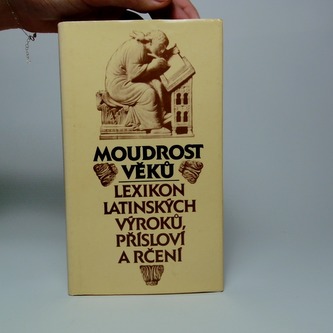 MOUDROST
VĚKŮ
LEXIKON
LATINSKÝCH
VÝROKŮ,
PŘÍSLOVÍ
A RČENÍ